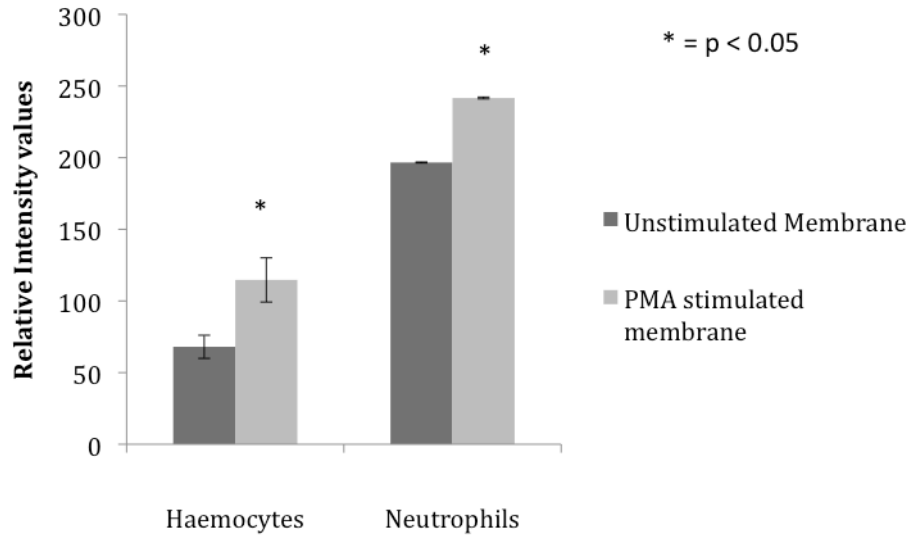 Relative Intensity values
300
250
200
150
100
50
0
*
*
* = p < 0.05
Unstimulated Membrane
PMA stimulated
membrane
Haemocytes
Neutrophils